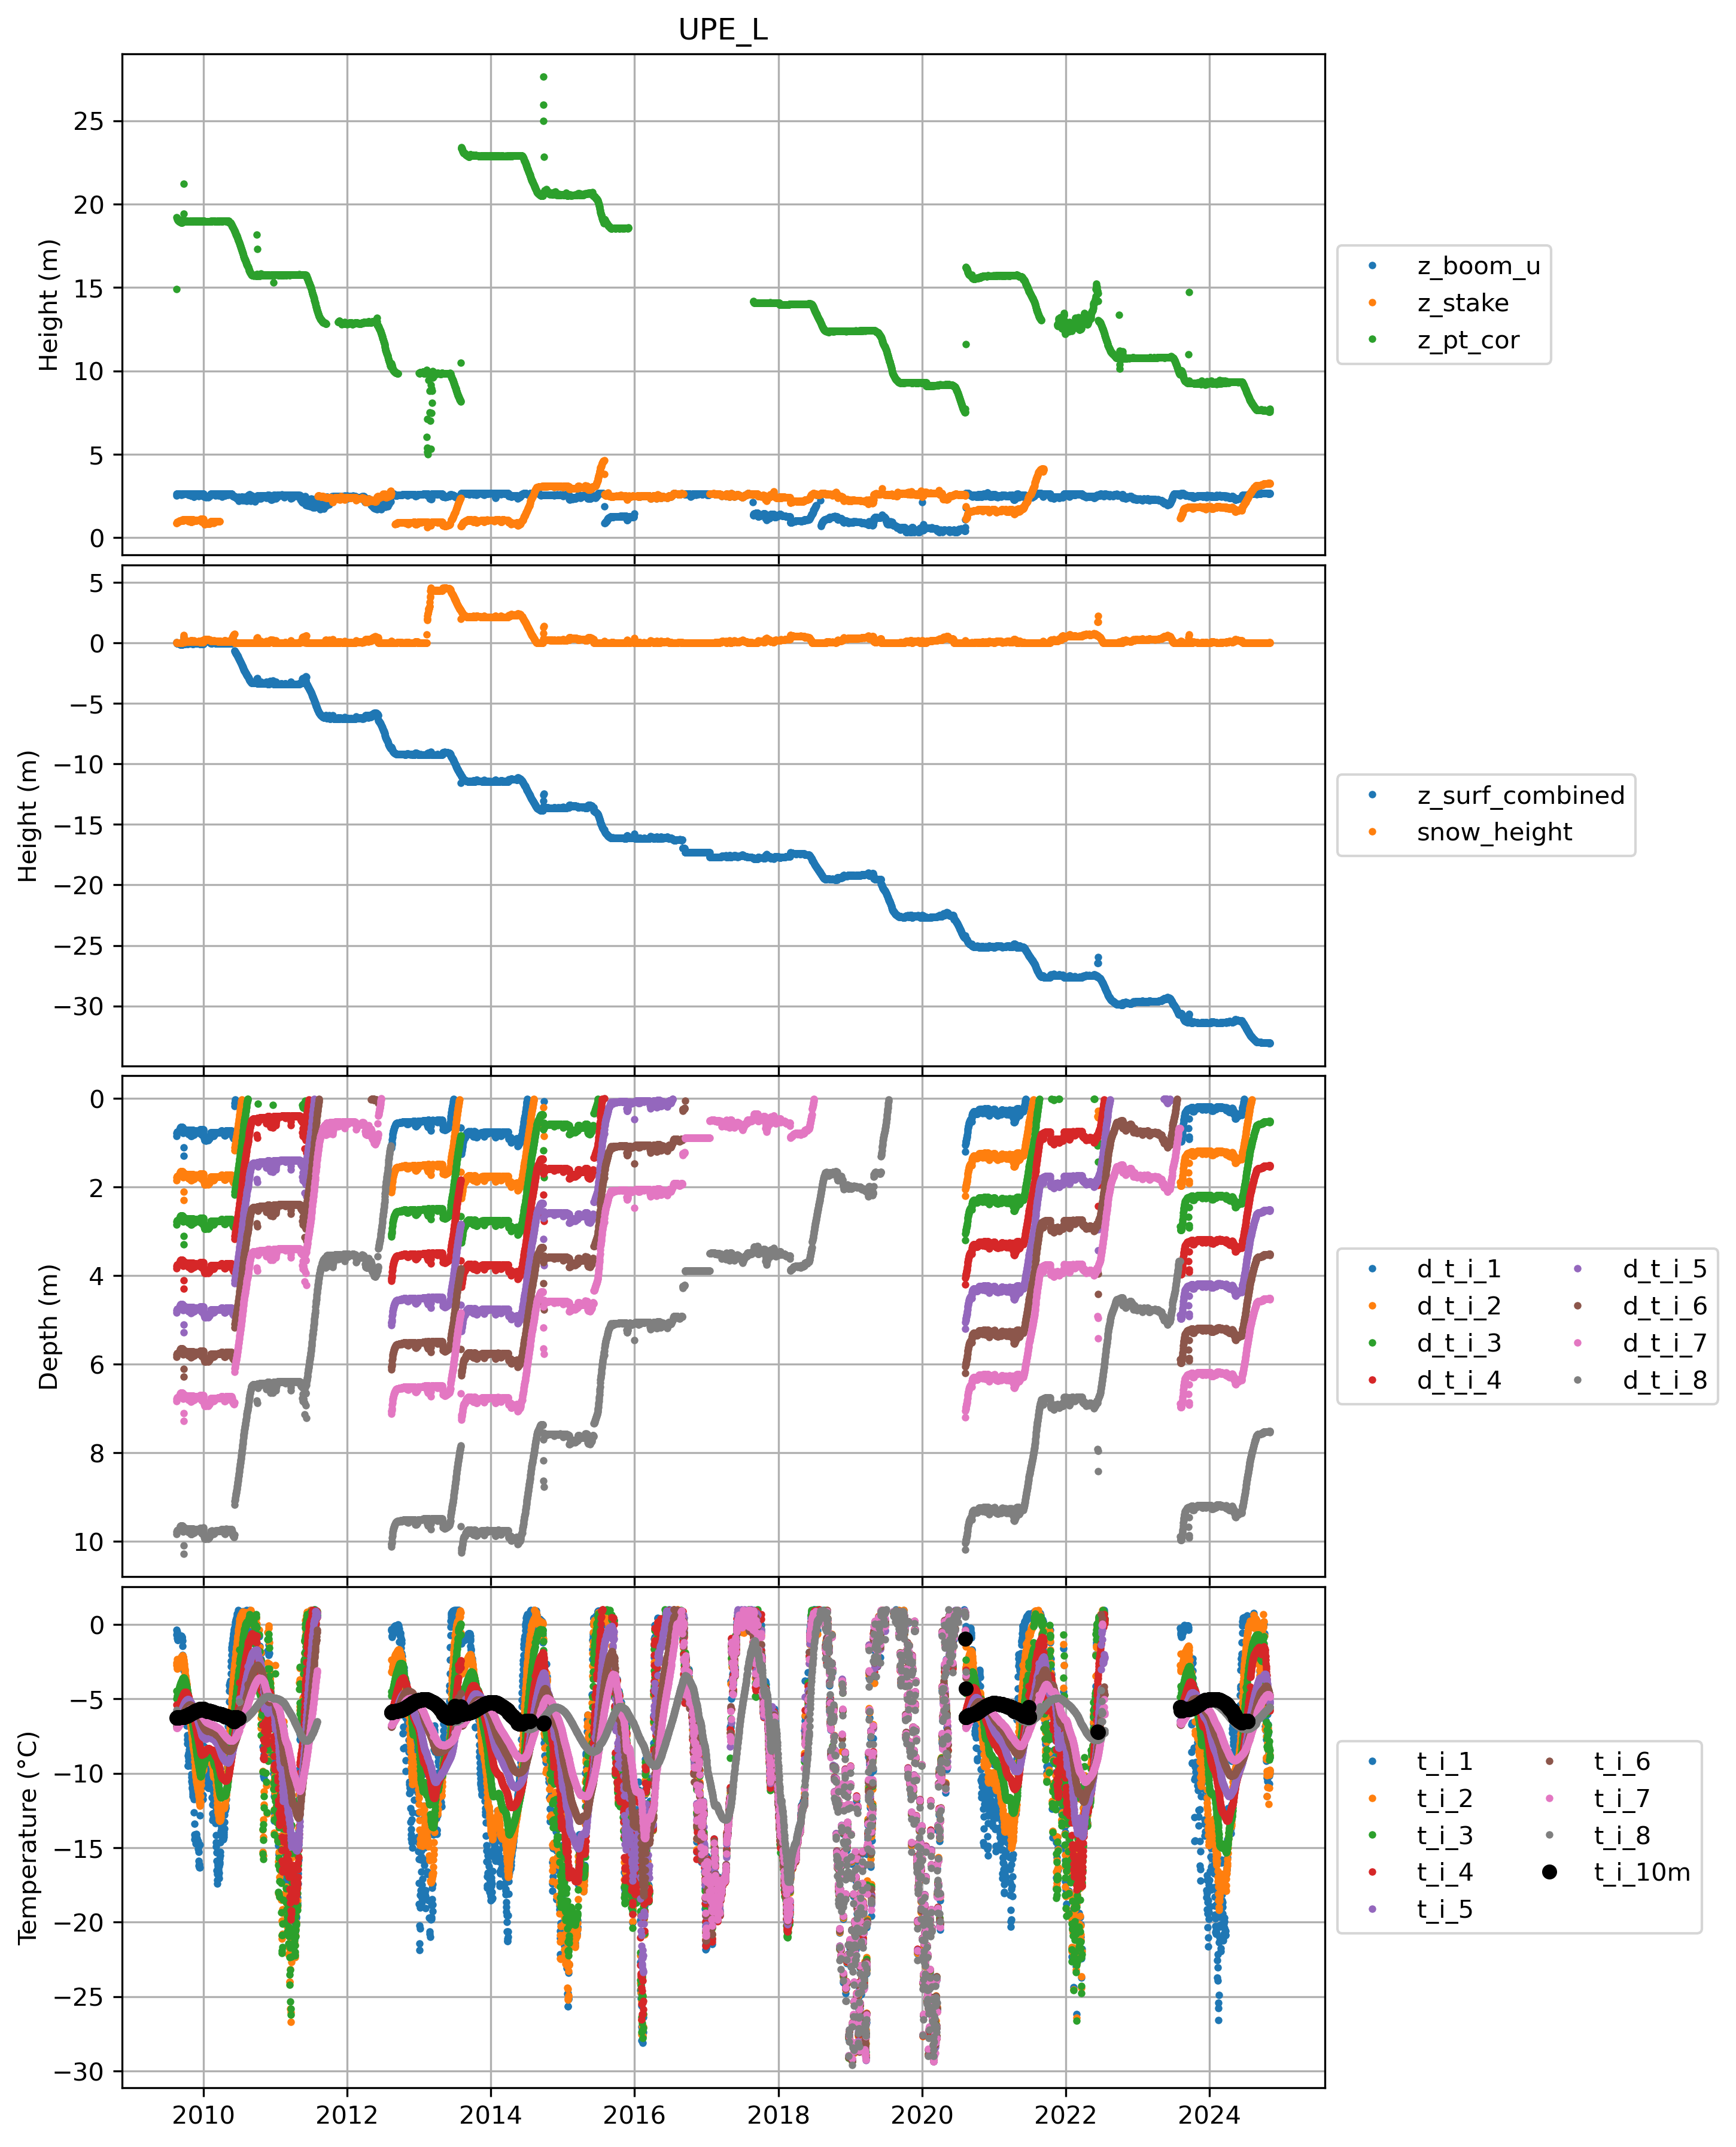 UPE_L
Height (m)
25
20
15
10
5
0
z_boom_u
z_stake
z_pt_cor
Height (m)
5
0
−5
−10
−15
−20
−25
−30
z_surf_combined
snow_height
Depth (m)
0
2
4
6
8
10
d_t_i_1 d_t_i_5
d_t_i_2 d_t_i_6
d_t_i_3 d_t_i_7
d_t_i_4 d_t_i_8
Temperature (°C)
0
−5
−10
−15
−20
−25
−30
t_i_1 t_i_6
t_i_2 t_i_7
t_i_3 t_i_8
t_i_4 t_i_10m
t_i_5
2010 2012 2014 2016 2018 2020 2022 2024